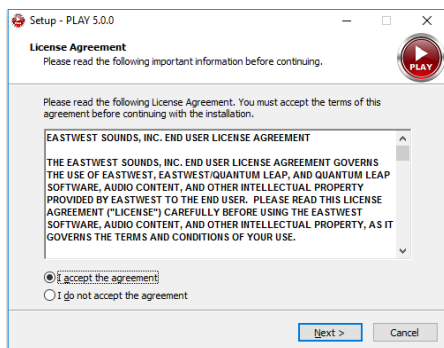 Setup - PLAY 5.0.0
License Agreement
Please read the following important information before continuing.
PLAY
Please read the following License Agreement. You must accept the terms of this
agreement before continuing with the installation.
EASTWEST SOUNDS, INC. END USER LICENSE AGREEMENT
THE EASTWEST SOUNDS, INC. END USER LICENSE AGREEMENT GOVERNS
THE USE OF EASTWEST, EASTWEST/QUANTUM LEAP, AND QUANTUM LEAP
SOFTWARE, AUDIO CONTENT, AND OTHER INTELLECTUAL PROPERTY
PROVIDED BY EASTWEST TO THE END USER.  PLEASE READ THIS LICENSE
AGREEMENT ("LICENSE") CAREFULLY BEFORE USING THE EASTWEST
SOFTWARE, AUDIO CONTENT, AND OTHER INTELLECTUAL PROPERTY, AS IT
GOVERNS THE TERMS AND CONDITIONS OF YOUR USE.
I accept the agreement
I do not accept the agreement
Next >
Cancel